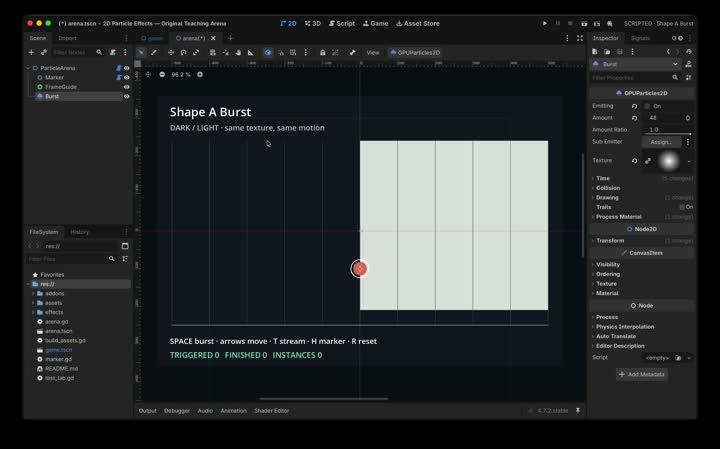 (*) arena.tscn - 2D Particle Effects — Original Teaching Arena
2D 3D Script Game Asset Store
SCRIPTED · Shape A Burst
Scene Import
Filter Nodes
ParticleArena
Marker
FrameGuide
Burst
FileSystem History
res://
Filter Files
Favorites
res://
addons
assets
effects
arena.gd
arena.tscn
build_assets.gd
game.tscn
marker.gd
README.md
test_lab.gd
game arena(*)
View GPUParticles2D
96.2 %
Shape A Burst
DARK / LIGHT · same texture, same motion
SPACE burst · arrows move · T stream · H marker · R reset
TRIGGERED 0 FINISHED 0 INSTANCES 0
Output Debugger Audio Animation Shader Editor
4.7.2.stable
Inspector Signals
Burst
Filter Properties
GPUParticles2D
Emitting On
Amount 48
Amount Ratio 1.0
Sub Emitter Assign...
Texture
Time (5 changes)
Collision
Drawing (1 change)
Traits On
Process Material (1 change)
Node2D
Transform (1 change)
CanvasItem
Visibility
Ordering
Texture
Material
Node
Process
Physics Interpolation
Auto Translate
Editor Description
Script <empty>
Add Metadata